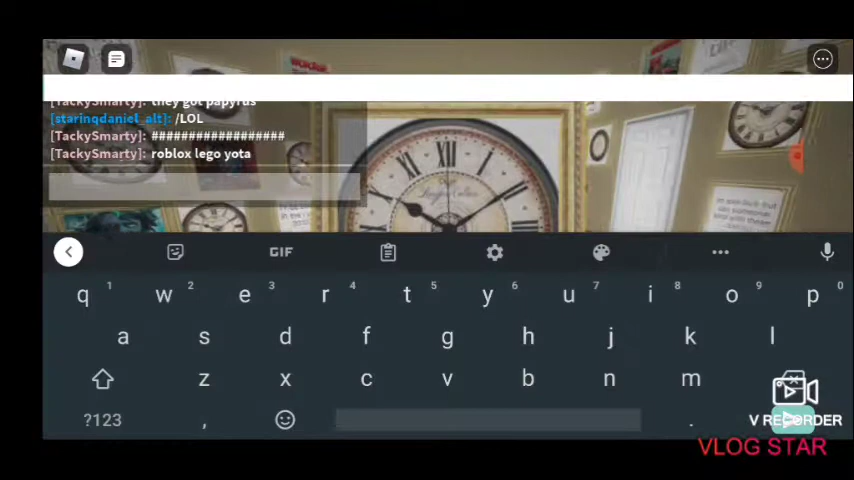 [TackySmarty]: they got papyrus
[starinqdaniel_alt]: /LOL
[TackySmarty]: ##################
[TackySmarty]: roblox lego yota
GIF
q 1 w 2 e 3 r 4 t 5 y 6 u 7 i 8 o 9 p 0
a s d f g h j k l
z x c v b n m
?123 , .
V RECORDER
VLOG STAR